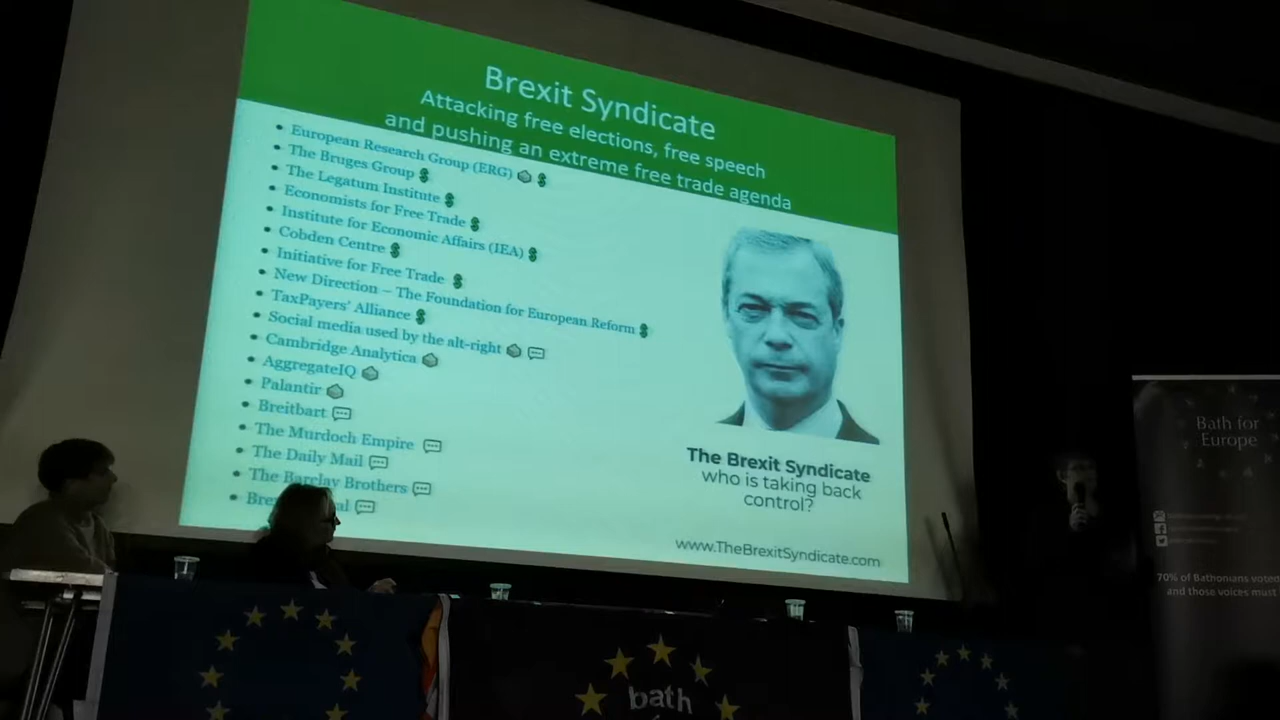 Brexit Syndicate
Attacking free elections, free speech
and pushing an extreme free trade agenda
European Research Group (ERG)
The Bruges Group
The Legatum Institute
Economists for Free Trade
Institute for Economic Affairs (IEA)
Cobden Centre
Initiative for Free Trade
New Direction – The Foundation for European Reform
TaxPayers' Alliance
Social media used by the alt-right
Cambridge Analytica
AggregateIQ
Palantir
Breitbart
The Murdoch Empire
The Daily Mail
The Barclay Brothers
The Brexit Syndicate
who is taking back
control?
www.TheBrexitSyndicate.com
Bath for
Europe
70% of Bathonians voted
and those voices must
bath